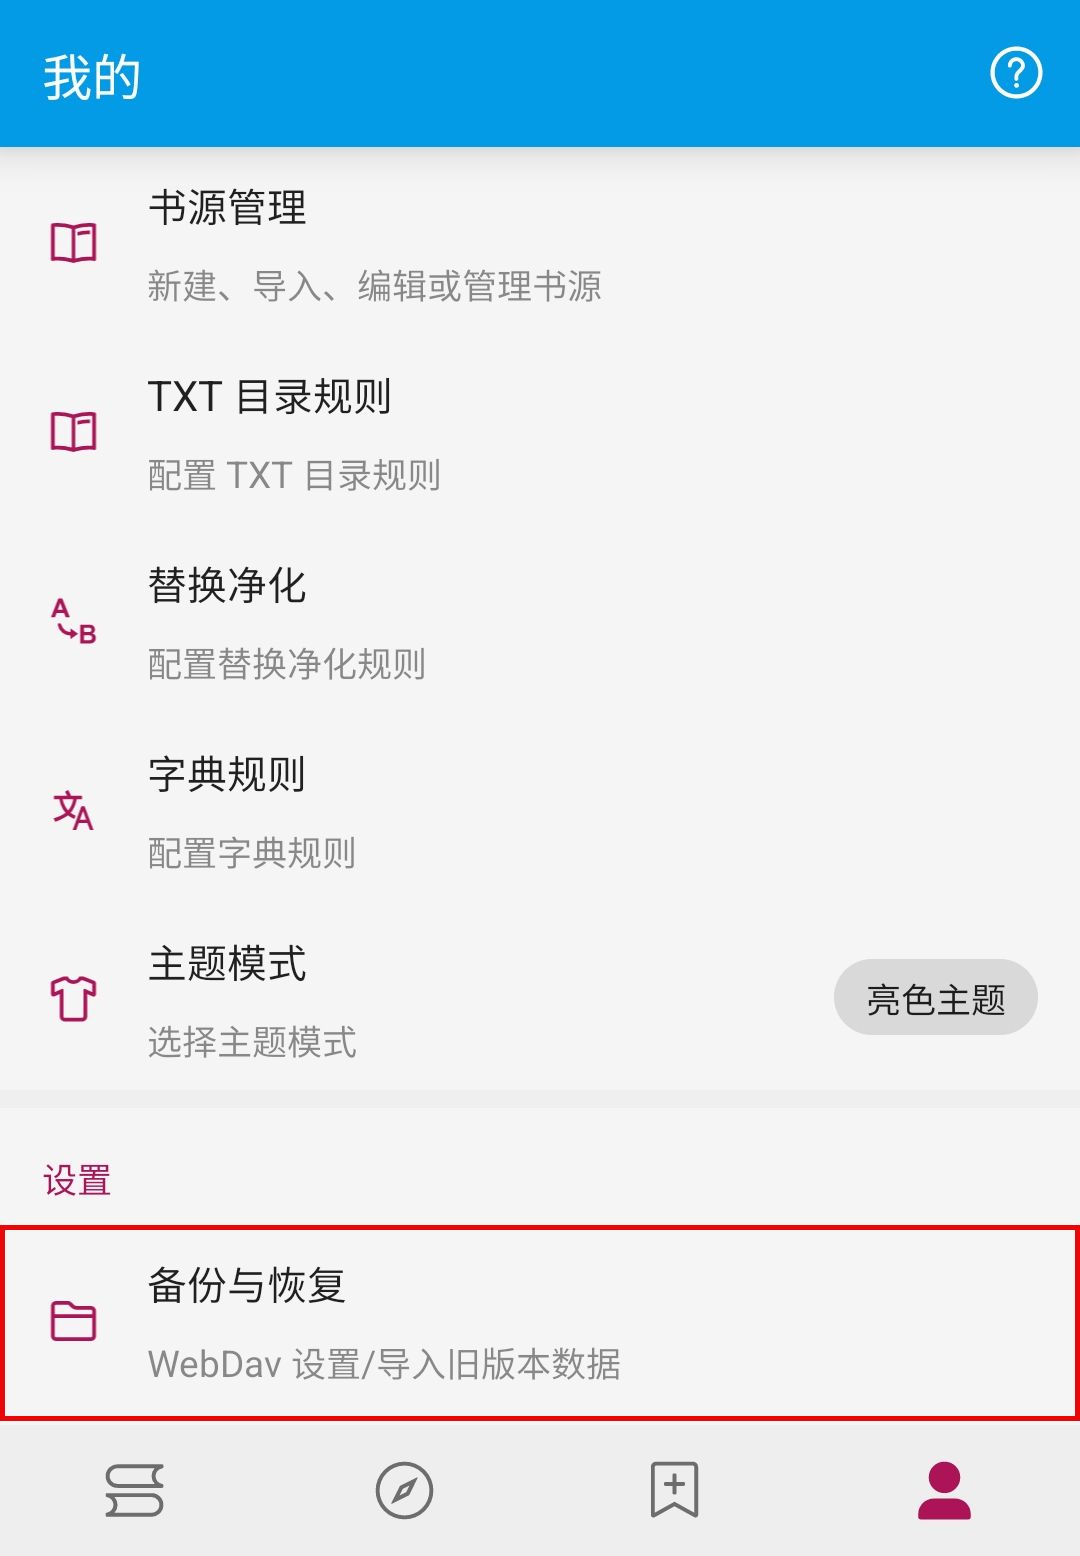 我的
书源管理
新建、导入、编辑或管理书源
TXT 目录规则
配置 TXT 目录规则
A
B
替换净化
配置替换净化规则
文A
字典规则
配置字典规则
主题模式
亮色主题
选择主题模式
设置
备份与恢复
WebDav 设置/导入旧版本数据